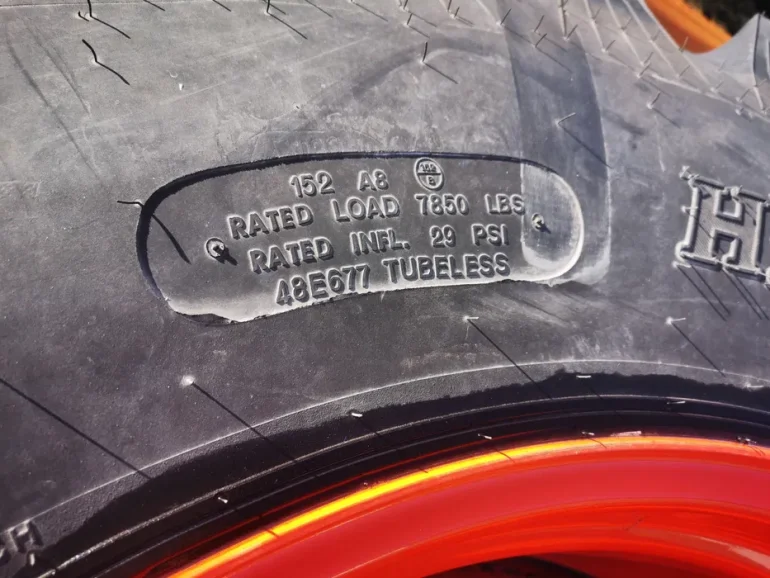 152 A8
RATED LOAD 7850 LBS
RATED INFL. 29 PSI
48E677 TUBELESS
H